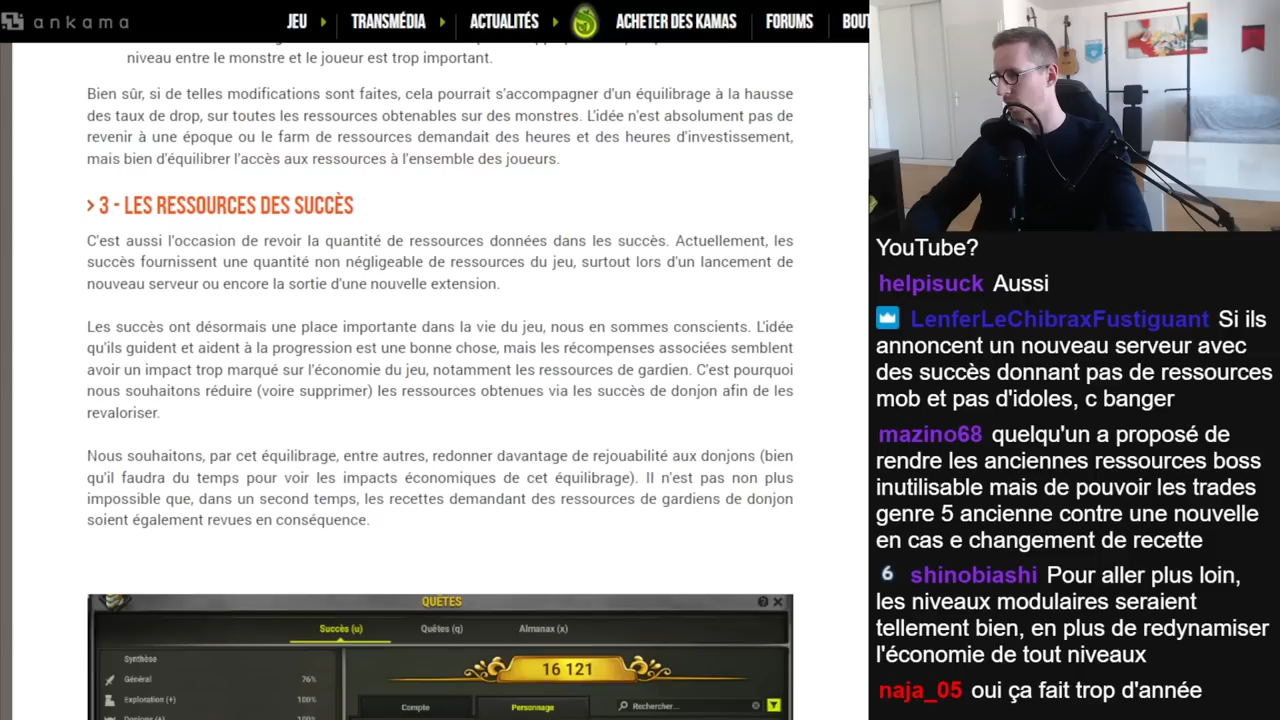 ankama
JEU
TRANSMÉDIA
ACTUALITÉS
ACHETER DES KAMAS
FORUMS
BOUT
niveau entre le monstre et le joueur est trop important.
Bien sûr, si de telles modifications sont faites, cela pourrait s'accompagner d'un équilibrage à la hausse
des taux de drop, sur toutes les ressources obtenables sur des monstres. L'idée n'est absolument pas de
revenir à une époque ou le farm de ressources demandait des heures et des heures d'investissement,
mais bien d'équilibrer l'accès aux ressources à l'ensemble des joueurs.
> 3 - LES RESSOURCES DES SUCCÈS
C'est aussi l'occasion de revoir la quantité de ressources données dans les succès. Actuellement, les
succès fournissent une quantité non négligeable de ressources du jeu, surtout lors d'un lancement de
nouveau serveur ou encore la sortie d'une nouvelle extension.
Les succès ont désormais une place importante dans la vie du jeu, nous en sommes conscients. L'idée
qu'ils guident et aident à la progression est une bonne chose, mais les récompenses associées semblent
avoir un impact trop marqué sur l'économie du jeu, notamment les ressources de gardien. C'est pourquoi
nous souhaitons réduire (voire supprimer) les ressources obtenues via les succès de donjon afin de les
revaloriser.
Nous souhaitons, par cet équilibrage, entre autres, redonner davantage de rejouabilité aux donjons (bien
qu'il faudra du temps pour voir les impacts économiques de cet équilibrage). Il n'est pas non plus
impossible que, dans un second temps, les recettes demandant des ressources de gardiens de donjon
soient également revues en conséquence.
QUÊTES
Succès (u)
Quêtes (q)
Almanax (x)
Synthèse
Général 76%
Exploration (+) 100%
16 121
Compte
Personnage
Rechercher...
YouTube?
helpisuck Aussi
LenferLeChibraxFustiguant Si ils
annoncent un nouveau serveur avec
des succès donnant pas de ressources
mob et pas d'idoles, c banger
mazino68 quelqu'un a proposé de
rendre les anciennes ressources boss
inutilisable mais de pouvoir les trades
genre 5 ancienne contre une nouvelle
en cas e changement de recette
6 shinobiashi Pour aller plus loin,
les niveaux modulaires seraient
tellement bien, en plus de redynamiser
l'économie de tout niveaux
naja_05 oui ça fait trop d'année